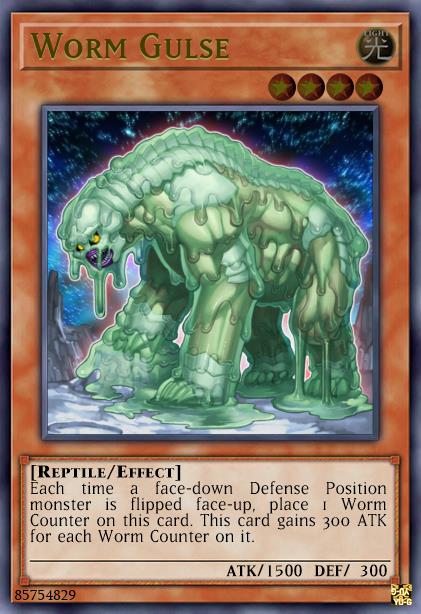 Worm Gulse
LIGHT
光
[Reptile/Effect]
Each time a face-down Defense Position
monster is flipped face-up, place 1 Worm
Counter on this card. This card gains 300 ATK
for each Worm Counter on it.
ATK/1500 DEF/ 300
85754829